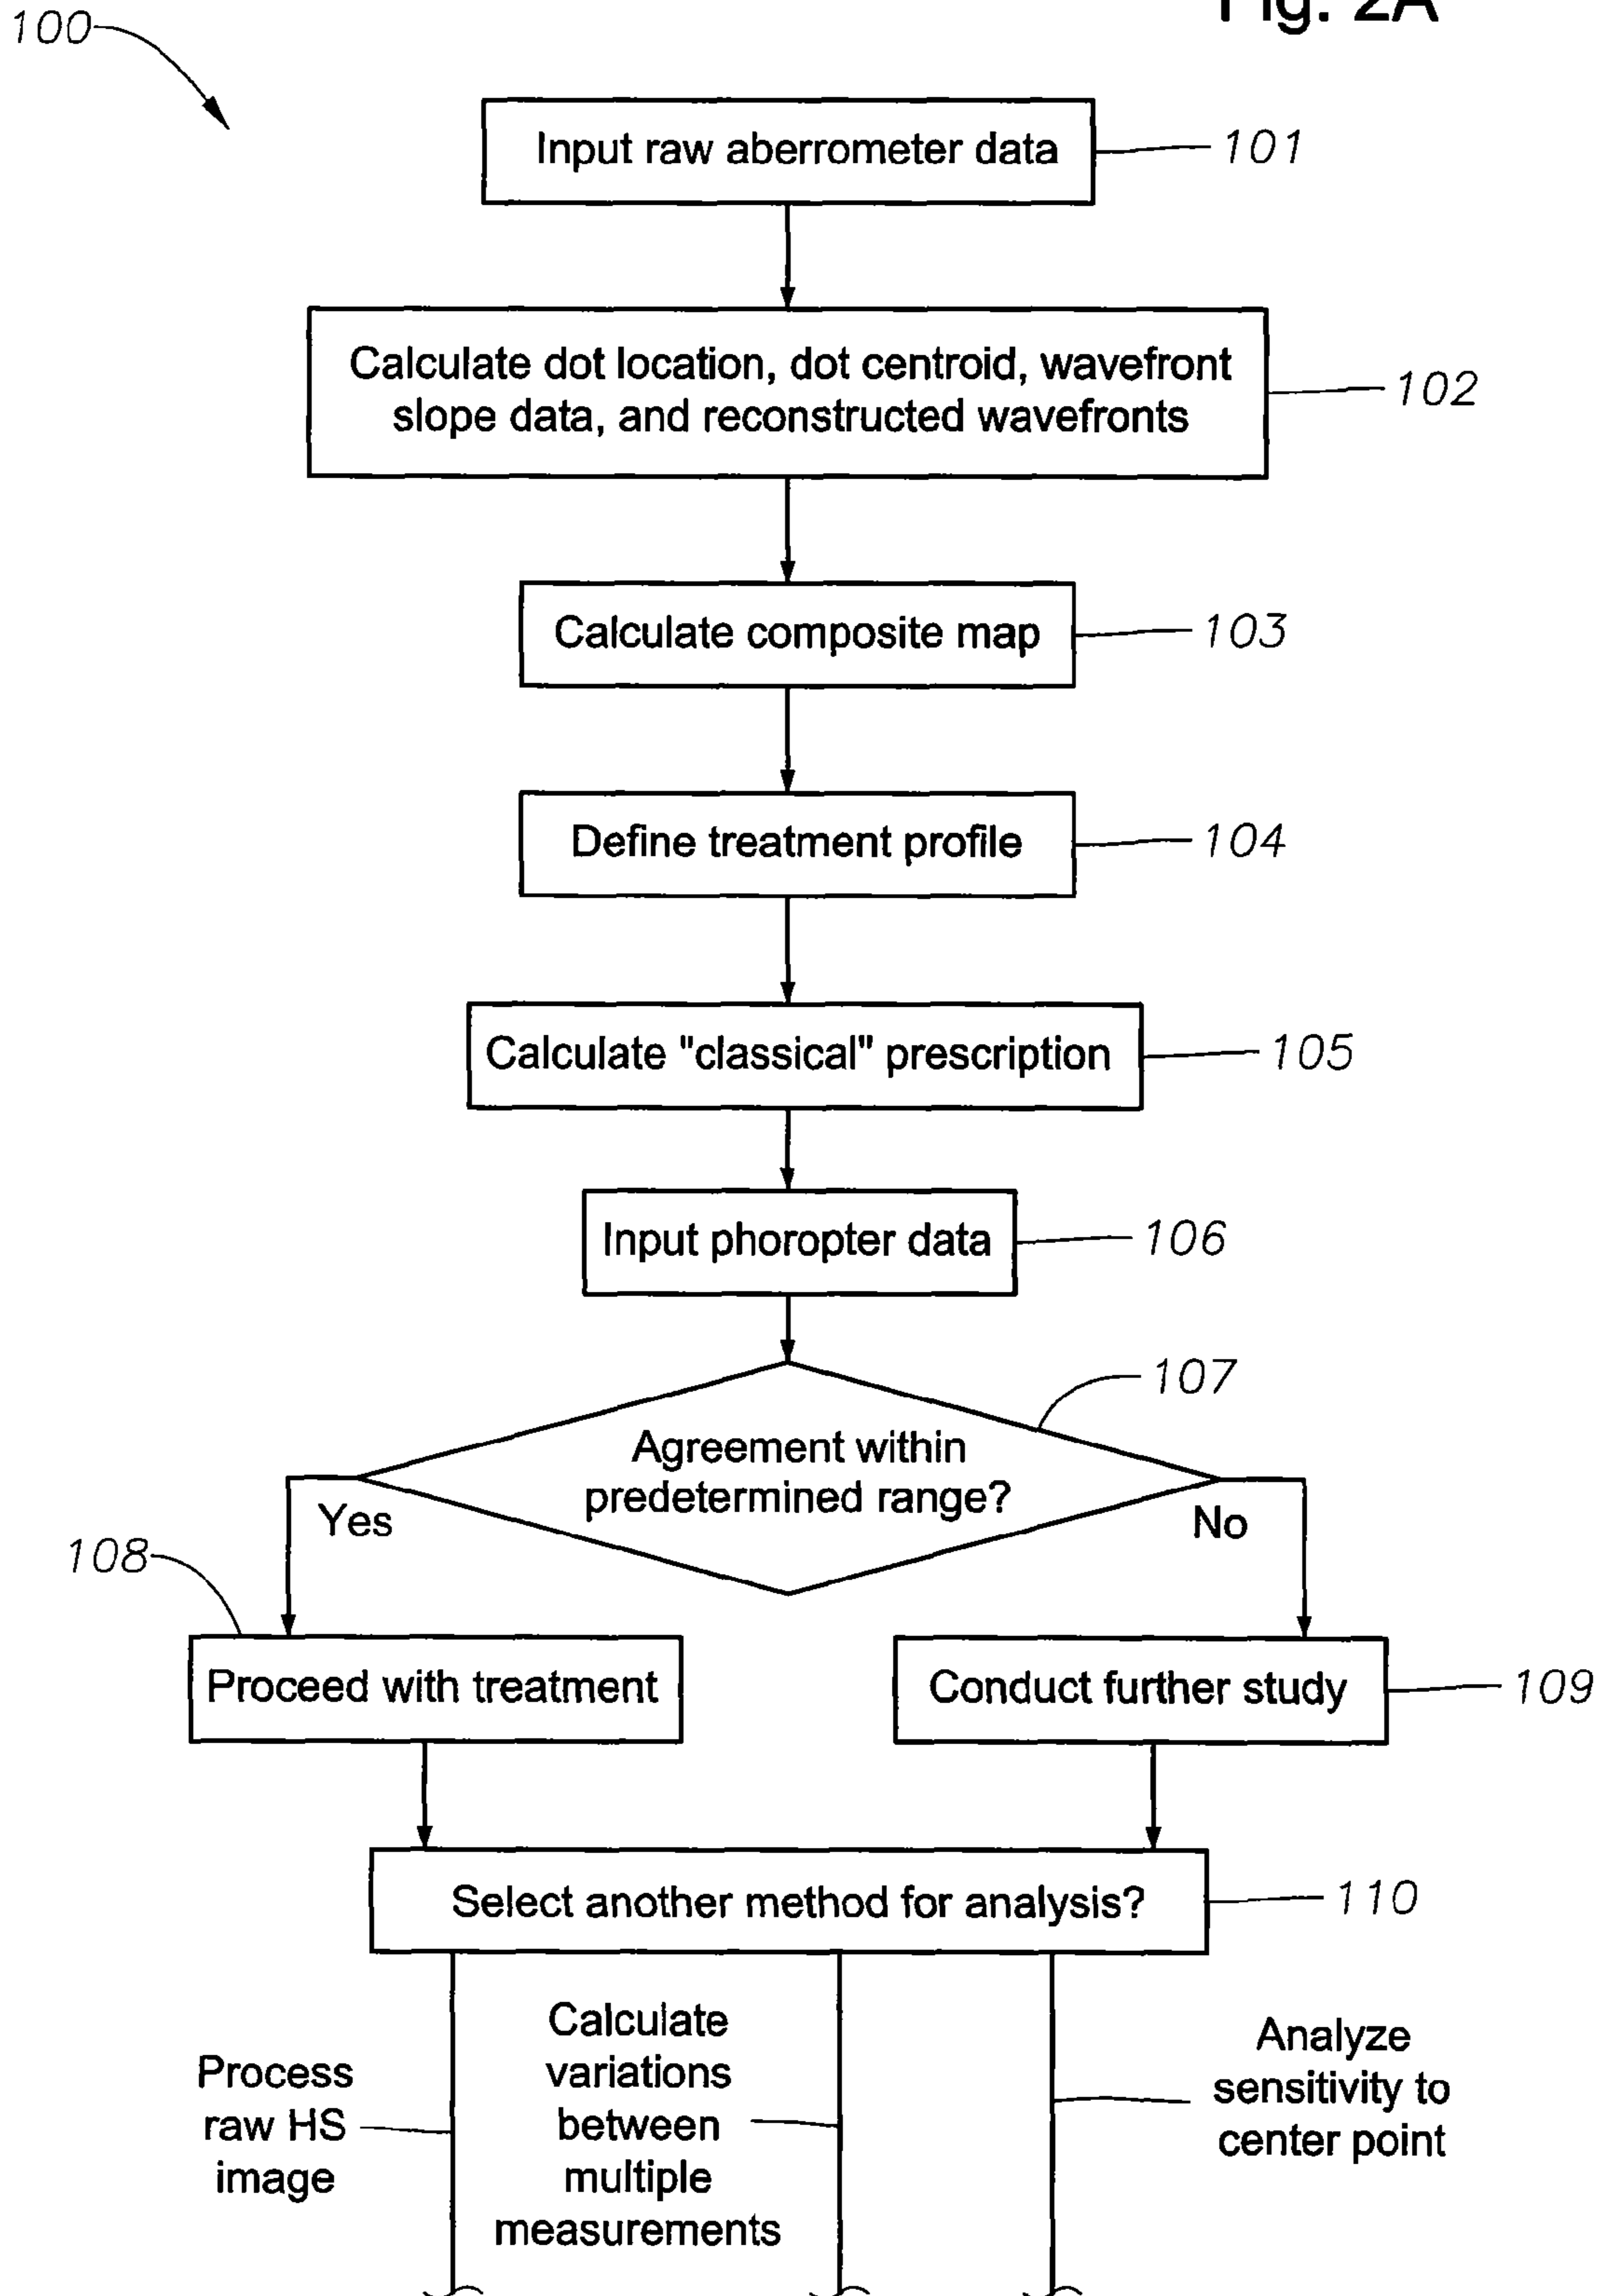 Fig. 2A
100
Input raw aberrometer data
101
Calculate dot location, dot centroid, wavefront
slope data, and reconstructed wavefronts
102
Calculate composite map
103
Define treatment profile
104
Calculate "classical" prescription
105
Input phoropter data
106
107
Agreement within
predetermined range?
Yes
No
108
Proceed with treatment
Conduct further study
109
Select another method for analysis?
110
Process
raw HS
image
Calculate
variations
between
multiple
measurements
Analyze
sensitivity to
center point